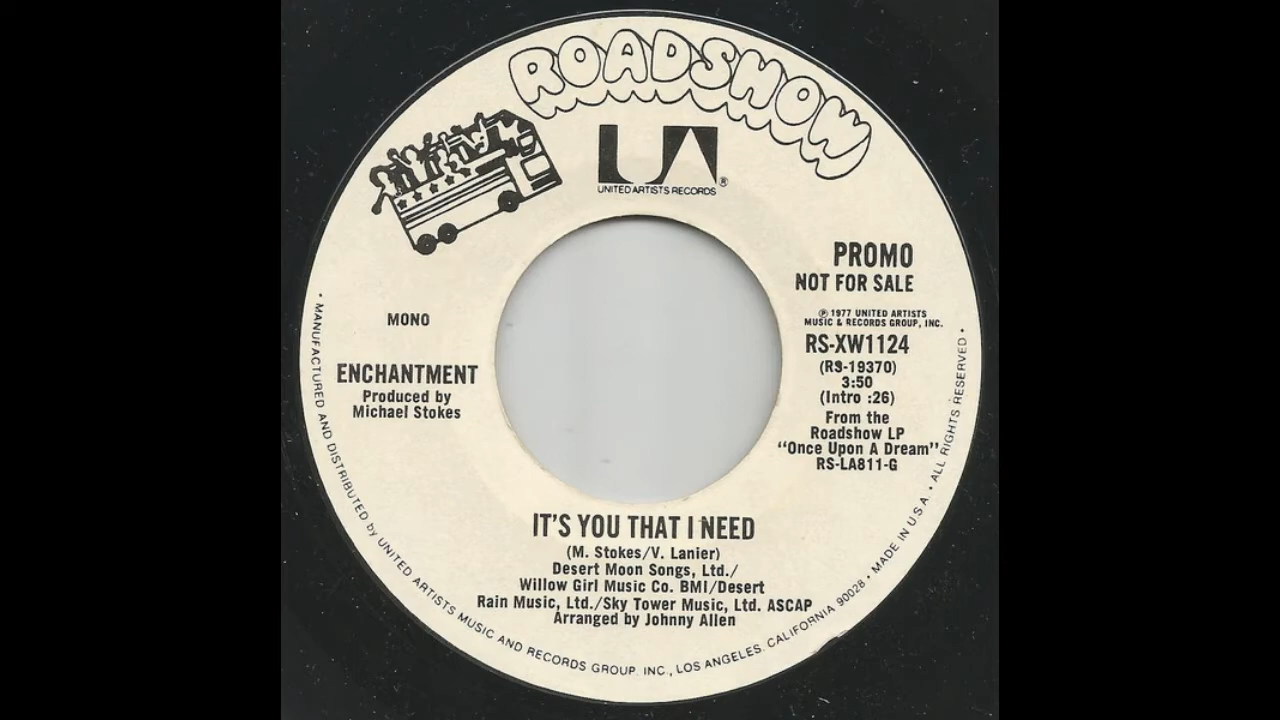 ROADSHOW
UA
UNITED ARTISTS RECORDS ®
PROMO
NOT FOR SALE
MONO
℗ 1977 UNITED ARTISTS
MUSIC & RECORDS GROUP, INC.
RS-XW1124
(RS-19370)
3:50
(Intro :26)
From the
Roadshow LP
"Once Upon A Dream"
RS-LA811-G
ENCHANTMENT
Produced by
Michael Stokes
IT'S YOU THAT I NEED
(M. Stokes/V. Lanier)
Desert Moon Songs, Ltd./
Willow Girl Music Co. BMI/Desert
Rain Music, Ltd./Sky Tower Music, Ltd. ASCAP
Arranged by Johnny Allen
• MANUFACTURED AND DISTRIBUTED by UNITED ARTISTS MUSIC AND RECORDS GROUP. INC., LOS ANGELES. CALIFORNIA 90028 • MADE IN U.S.A. • ALL RIGHTS RESERVED •